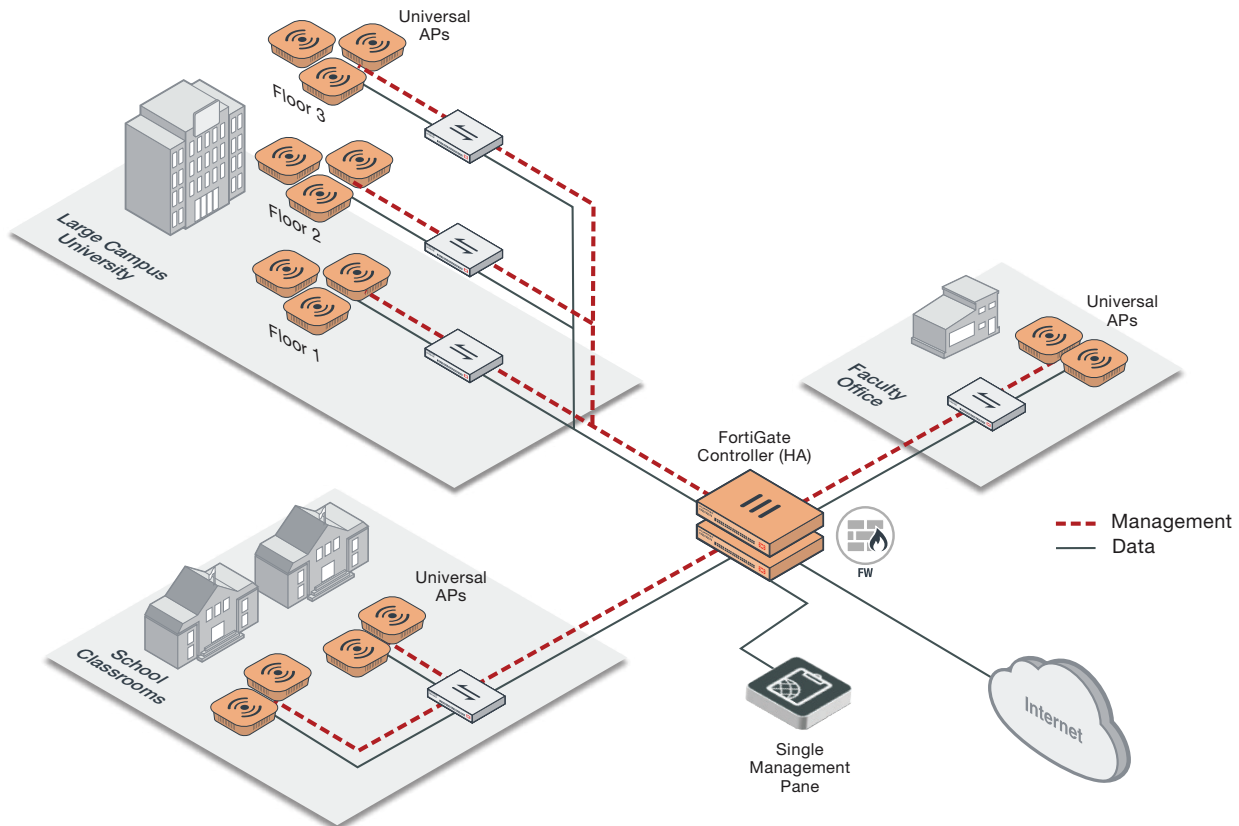 Universal
APs
Floor 3
Floor 2
Floor 1
Large Campus
University
Universal
APs
Faculty
Office
FortiGate
Controller (HA)
FW
Management
Data
Universal
APs
School
Classrooms
Single
Management
Pane
Internet